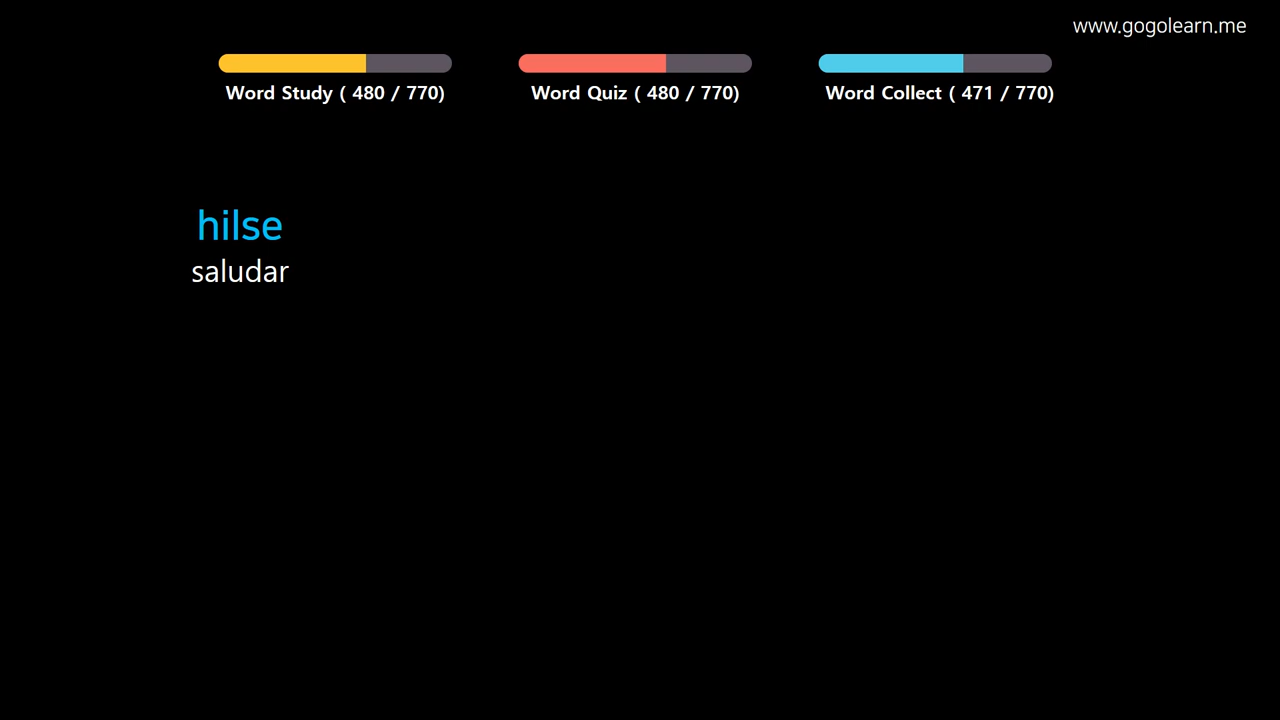 www.gogolearn.me
Word Study ( 480 / 770)
Word Quiz ( 480 / 770)
Word Collect ( 471 / 770)
hilse
saludar